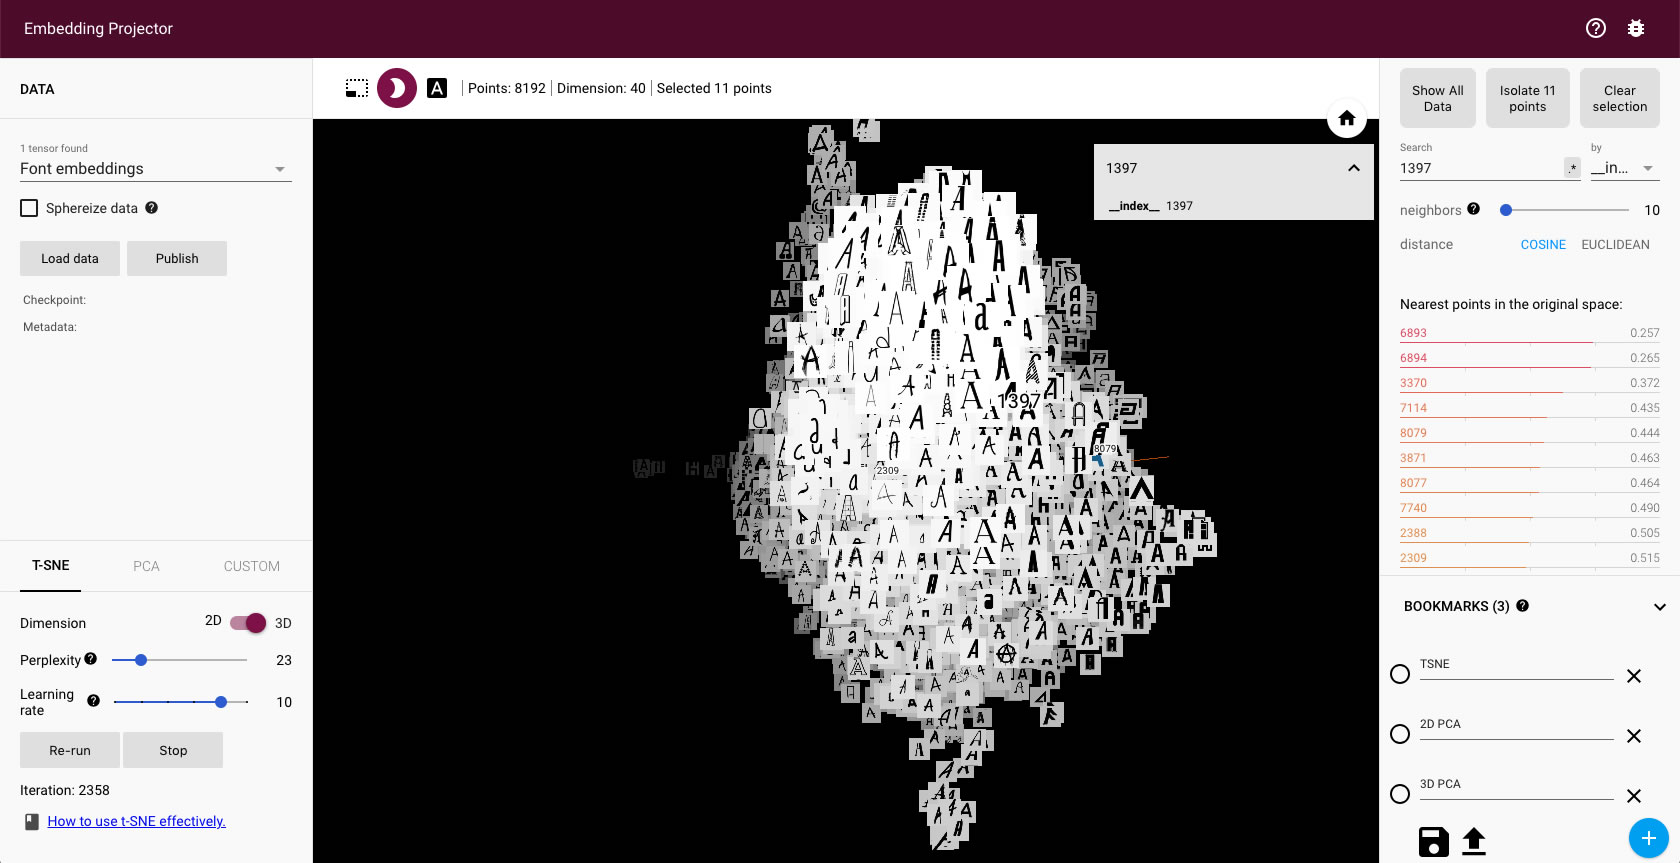 Embedding Projector
DATA
1 tensor found
Font embeddings
Sphereize data
Load data
Publish
Checkpoint:
Metadata:
T-SNE
PCA
CUSTOM
Dimension
2D
3D
Perplexity
23
Learning
rate
10
Re-run
Stop
Iteration: 2358
How to use t-SNE effectively.
A
Points: 8192
Dimension: 40
Selected 11 points
1397
__index__ 1397
1397
8079
2309
Show All
Data
Isolate 11
points
Clear
selection
Search
1397
.*
by
__in...
neighbors
10
distance
COSINE
EUCLIDEAN
Nearest points in the original space:
6893 0.257
6894 0.265
3370 0.372
7114 0.435
8079 0.444
3871 0.463
8077 0.464
7740 0.490
2388 0.505
2309 0.515
BOOKMARKS (3)
TSNE
2D PCA
3D PCA